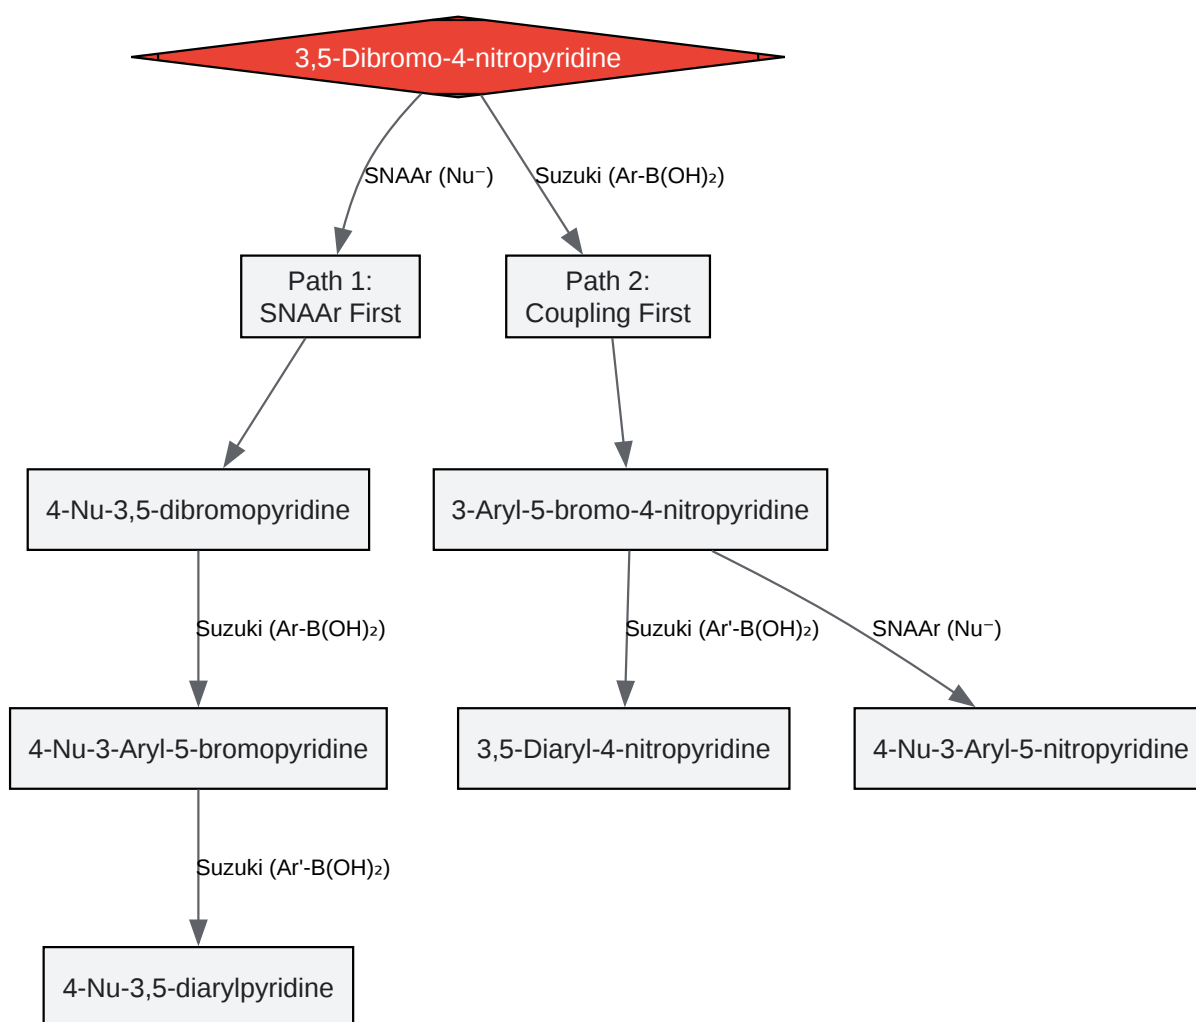 3,5-Dibromo-4-nitropyridine
SNAAr (Nu⁻)
Suzuki (Ar-B(OH)₂)
Path 1:
SNAAr First
Path 2:
Coupling First
4-Nu-3,5-dibromopyridine
3-Aryl-5-bromo-4-nitropyridine
Suzuki (Ar-B(OH)₂)
Suzuki (Ar'-B(OH)₂)
SNAAr (Nu⁻)
4-Nu-3-Aryl-5-bromopyridine
3,5-Diaryl-4-nitropyridine
4-Nu-3-Aryl-5-nitropyridine
Suzuki (Ar'-B(OH)₂)
4-Nu-3,5-diarylpyridine